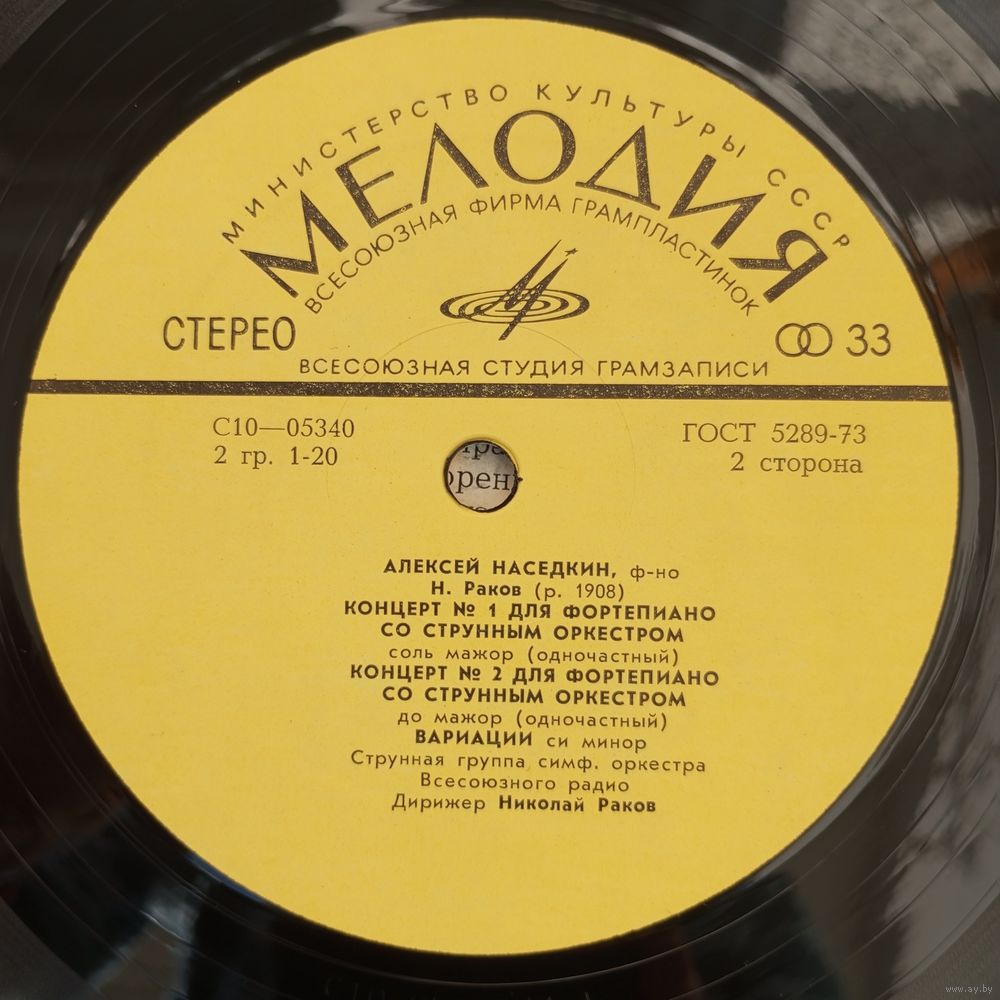 МИНИСТЕРСТВО КУЛЬТУРЫ СССР
МЕЛОДИЯ
ВСЕСОЮЗНАЯ ФИРМА ГРАМПЛАСТИНОК
СТЕРЕО
33
ВСЕСОЮЗНАЯ СТУДИЯ ГРАМЗАПИСИ
С10—05340
ГОСТ 5289-73
2 гр. 1-20
2 сторона
АЛЕКСЕЙ НАСЕДКИН, ф-но
Н. Раков (р. 1908)
КОНЦЕРТ № 1 ДЛЯ ФОРТЕПИАНО
СО СТРУННЫМ ОРКЕСТРОМ
соль мажор (одночастный)
КОНЦЕРТ № 2 ДЛЯ ФОРТЕПИАНО
СО СТРУННЫМ ОРКЕСТРОМ
до мажор (одночастный)
ВАРИАЦИИ си минор
Струнная группа симф. оркестра
Всесоюзного радио
Дирижер Николай Раков
www.ay.by